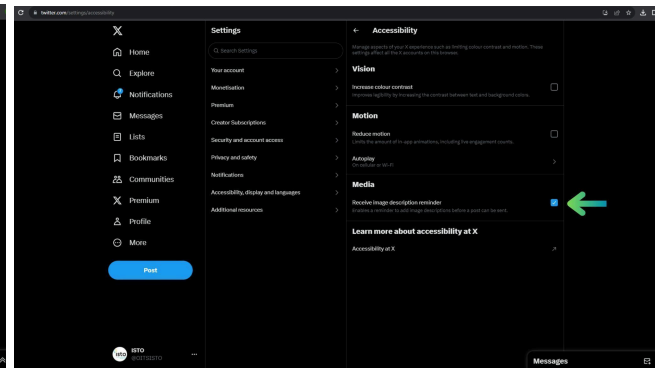 twitter.com/settings/accessibility
X
Home
Explore
Notifications
Messages
Lists
Bookmarks
Communities
Premium
Profile
More
Post
isto
ISTO
@OITSISTO
Settings
Search Settings
Your account
Monetisation
Premium
Creator Subscriptions
Security and account access
Privacy and safety
Notifications
Accessibility, display and languages
Additional resources
Accessibility
Manage aspects of your X experience such as limiting colour contrast and motion. These
settings affect all the X accounts on this browser.
Vision
Increase colour contrast
Improves legibility by increasing the contrast between text and background colors.
Motion
Reduce motion
Limits the amount of in-app animations, including live engagement counts.
Autoplay
On cellular or Wi-Fi
Media
Receive image description reminder
Enables a reminder to add image descriptions before a post can be sent.
Learn more about accessibility at X
Accessibility at X
Messages